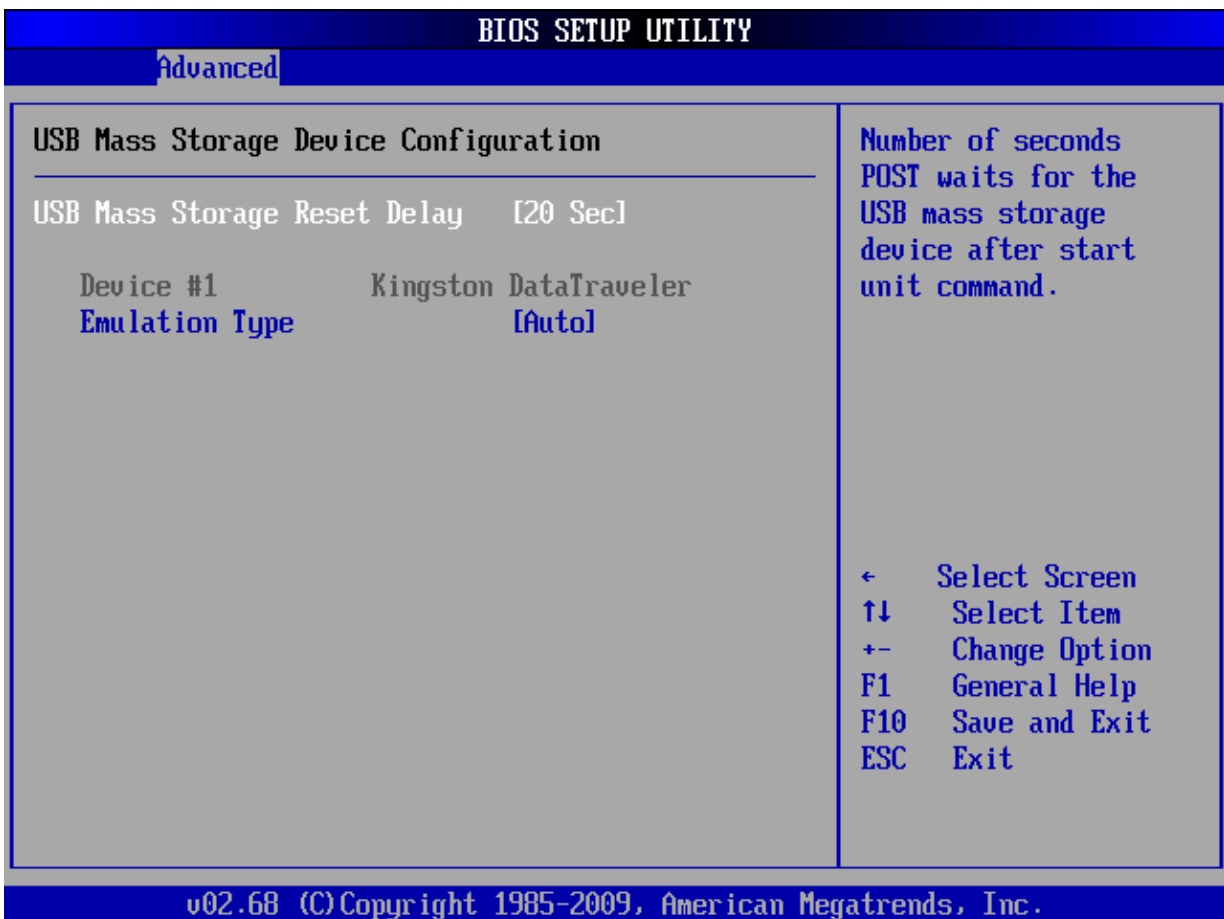 BIOS SETUP UTILITY
Advanced
USB Mass Storage Device Configuration
USB Mass Storage Reset Delay [20 Sec]
Device #1 Kingston DataTraveler
Emulation Type [Auto]
Number of seconds
POST waits for the
USB mass storage
device after start
unit command.
← Select Screen
↑↓ Select Item
+- Change Option
F1 General Help
F10 Save and Exit
ESC Exit
v02.68 (C)Copyright 1985-2009, American Megatrends, Inc.